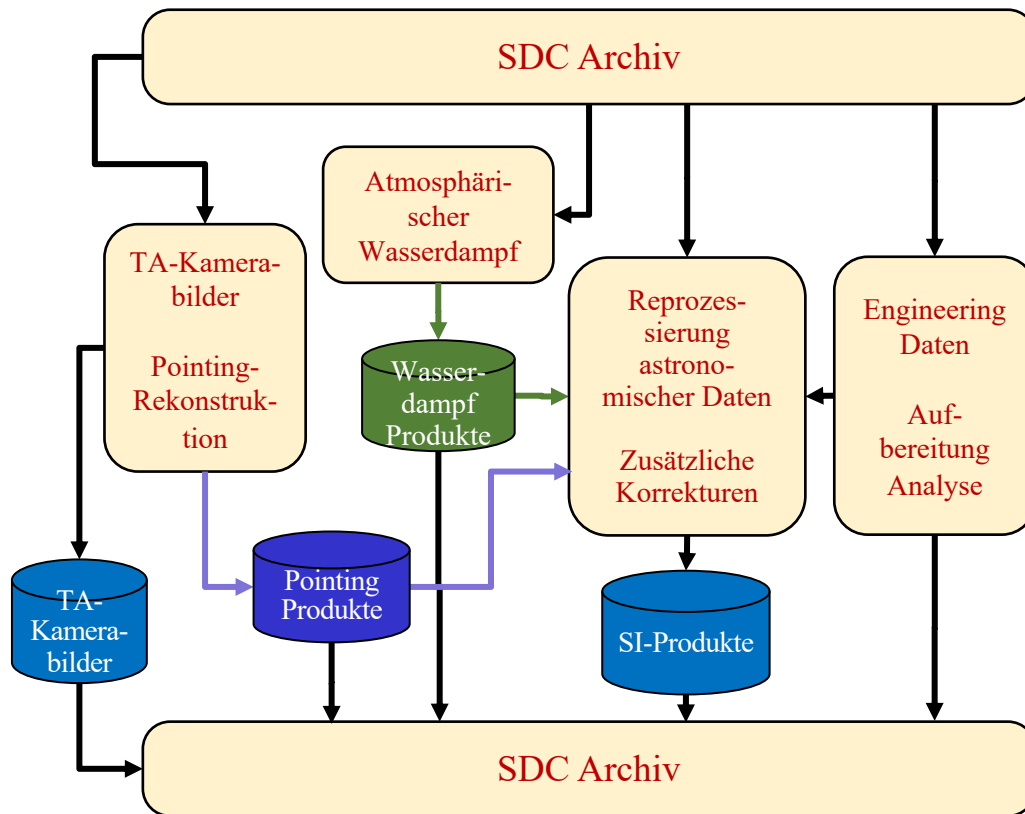 SDC Archiv
Atmosphäri-
scher
Wasserdampf
TA-Kamera-
bilder
Pointing-
Rekonstruk-
tion
Reprozes-
sierung
astrono-
mischer Daten
Zusätzliche
Korrekturen
Engineering
Daten
Auf-
bereitung
Analyse
Wasser-
dampf
Produkte
Pointing
Produkte
TA-
Kamera-
bilder
SI-Produkte
SDC Archiv